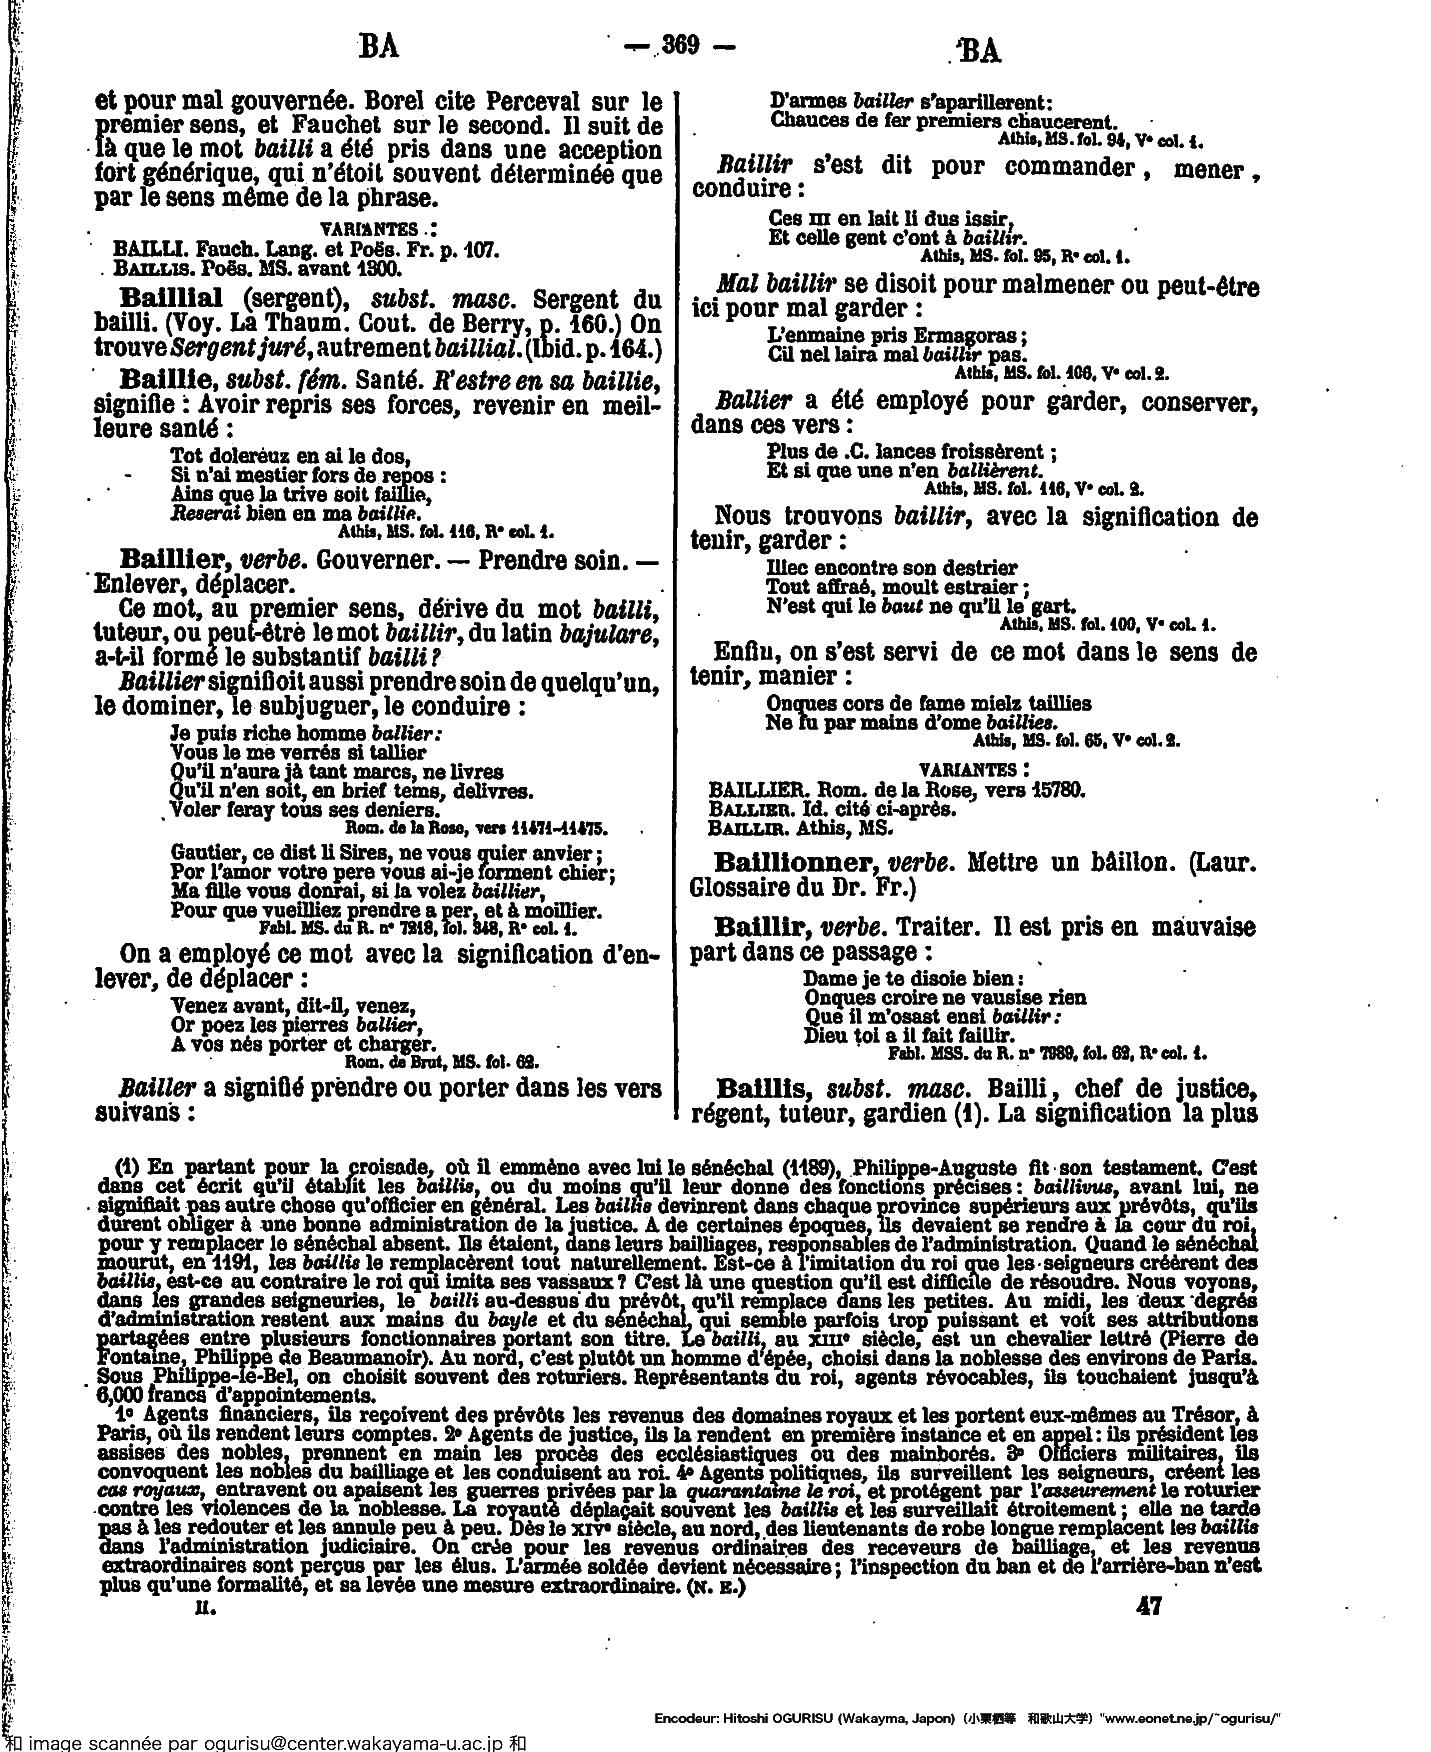 BA
— 369 —
BA
et pour mal gouvernée. Borel cite Perceval sur le
premier sens, et Fauchet sur le second. Il suit de
là que le mot bailli a été pris dans une acception
fort générique, qui n'étoit souvent déterminée que
par le sens même de la phrase.
VARIANTES :
BAILLI. Fauch. Lang. et Poës. Fr. p. 107.
BAILLIS. Poës. MS. avant 1300.
Baillial (sergent), subst. masc. Sergent du
bailli. (Voy. La Thaum. Cout. de Berry, p. 160.) On
trouve Sergent juré, autrement baillial. (Ibid. p. 164.)
Baillie, subst. fém. Santé. R'estre en sa baillie,
signifie : Avoir repris ses forces, revenir en meil-
leure santé :
Tot dolereuz en ai le dos,
Si n'ai mestier fors de repos :
Ains que la trive soit faillie,
Reserai bien en ma baillie.
Athis, MS. fol. 116, R° col. 1.
Baillier, verbe. Gouverner. — Prendre soin. —
Enlever, déplacer.
Ce mot, au premier sens, dérive du mot bailli,
tuteur, ou peut-être le mot baillir, du latin bajulare,
a-t-il formé le substantif bailli ?
Baillier signifioit aussi prendre soin de quelqu'un,
le dominer, le subjuguer, le conduire :
Je puis riche homme ballier :
Vous le me verrés si tallier
Qu'il n'aura jà tant marcs, ne livres
Qu'il n'en soit, en brief tems, delivres.
Voler feray tous ses deniers.
Rom. de la Rose, vers 11471-11475.
Gautier, ce dist li Sires, ne vous quier anvier ;
Por l'amor votre pere vous ai-je forment chier ;
Ma fille vous donrai, si la volez baillier,
Pour que vueilliez prendre a per, et à moillier.
Fabl. MS. du R. n° 7218, fol. 348, R° col. 1.
On a employé ce mot avec la signification d'en-
lever, de déplacer :
Venez avant, dit-il, venez,
Or poez les pierres ballier,
A vos nés porter et charger.
Rom. de Brut, MS. fol. 62.
Bailler a signifié prendre ou porter dans les vers
suivans :
D'armes bailler s'aparillerent :
Chauces de fer premiers chaucerent.
Athis, MS. fol. 94, V° col. 1.
Baillir s'est dit pour commander, mener,
conduire :
Ces III en lait li dus issir,
Et celle gent c'ont à baillir.
Athis, MS. fol. 95, R° col. 1.
Mal baillir se disoit pour malmener ou peut-être
ici pour mal garder :
L'enmaine pris Ermagoras ;
Cil nel laira mal baillir pas.
Athis, MS. fol. 106, V° col. 2.
Ballier a été employé pour garder, conserver,
dans ces vers :
Plus de .C. lances froissèrent ;
Et si que une n'en ballièrent.
Athis, MS. fol. 116, V° col. 2.
Nous trouvons baillir, avec la signification de
tenir, garder :
Illec encontre son destrier
Tout affraé, moult estraier ;
N'est qui le baut ne qu'il le gart.
Athis, MS. fol. 100, V° col. 1.
Enfiu, on s'est servi de ce mot dans le sens de
tenir, manier :
Onques cors de fame mielz taillies
Ne fu par mains d'ome baillies.
Athis, MS. fol. 65, V° col. 2.
VARIANTES :
BAILLIER. Rom. de la Rose, vers 15780.
BALLIER. Id. cité ci-après.
BAILLIR. Athis, MS.
Baillionner, verbe. Mettre un bâillon. (Laur.
Glossaire du Dr. Fr.)
Baillir, verbe. Traiter. Il est pris en mauvaise
part dans ce passage :
Dame je te disoie bien :
Onques croire ne vausise rien
Que il m'osast ensi baillir :
Dieu toi a il fait faillir.
Fabl. MSS. du R. n° 7989, fol. 62, R° col. 1.
Baillis, subst. masc. Bailli, chef de justice,
régent, tuteur, gardien (1). La signification la plus
(1) En partant pour la croisade, où il emmène avec lui le sénéchal (1189), Philippe-Auguste fit son testament. C'est
dans cet écrit qu'il établit les baillis, ou du moins qu'il leur donne des fonctions précises : baillivus, avant lui, ne
signifiait pas autre chose qu'officier en général. Les baillis devinrent dans chaque province supérieurs aux prévôts, qu'ils
durent obliger à une bonne administration de la justice. A de certaines époques, ils devaient se rendre à la cour du roi,
pour y remplacer le sénéchal absent. Ils étaient, dans leurs bailliages, responsables de l'administration. Quand le sénéchal
mourut, en 1191, les baillis le remplacèrent tout naturellement. Est-ce à l'imitation du roi que les seigneurs créèrent des
baillis, est-ce au contraire le roi qui imita ses vassaux ? C'est là une question qu'il est difficile de résoudre. Nous voyons,
dans les grandes seigneuries, le bailli au-dessus du prévôt, qu'il remplace dans les petites. Au midi, les deux degrés
d'administration restent aux mains du bayle et du sénéchal, qui semble parfois trop puissant et voit ses attributions
partagées entre plusieurs fonctionnaires portant son titre. Le bailli, au XIIIe siècle, est un chevalier lettré (Pierre de
Fontaine, Philippe de Beaumanoir). Au nord, c'est plutôt un homme d'épée, choisi dans la noblesse des environs de Paris.
Sous Philippe-le-Bel, on choisit souvent des roturiers. Représentants du roi, agents révocables, ils touchaient jusqu'à
6,000 francs d'appointements.
1° Agents financiers, ils reçoivent des prévôts les revenus des domaines royaux et les portent eux-mêmes au Trésor, à
Paris, où ils rendent leurs comptes. 2° Agents de justice, ils la rendent en première instance et en appel : ils président les
assises des nobles, prennent en main les procès des ecclésiastiques ou des mainborés. 3° Officiers militaires, ils
convoquent les nobles du bailliage et les conduisent au roi. 4° Agents politiques, ils surveillent les seigneurs, créent les
cas royaux, entravent ou apaisent les guerres privées par la quarantaine le roi, et protégent par l'asseurement le roturier
contre les violences de la noblesse. La royauté déplaçait souvent les baillis et les surveillait étroitement ; elle ne tarde
pas à les redouter et les annule peu à peu. Dès le XIVe siècle, au nord, des lieutenants de robe longue remplacent les baillis
dans l'administration judiciaire. On crée pour les revenus ordinaires des receveurs de bailliage, et les revenus
extraordinaires sont perçus par les élus. L'armée soldée devient nécessaire ; l'inspection du ban et de l'arrière-ban n'est
plus qu'une formalité, et sa levée une mesure extraordinaire. (N. E.)
II.
47
Encodeur: Hitoshi OGURISU (Wakayma, Japon) (小栗栖等 和歌山大学) "www.eonet.ne.jp/~ogurisu/"
和 image scannée par ogurisu@center.wakayama-u.ac.jp 和